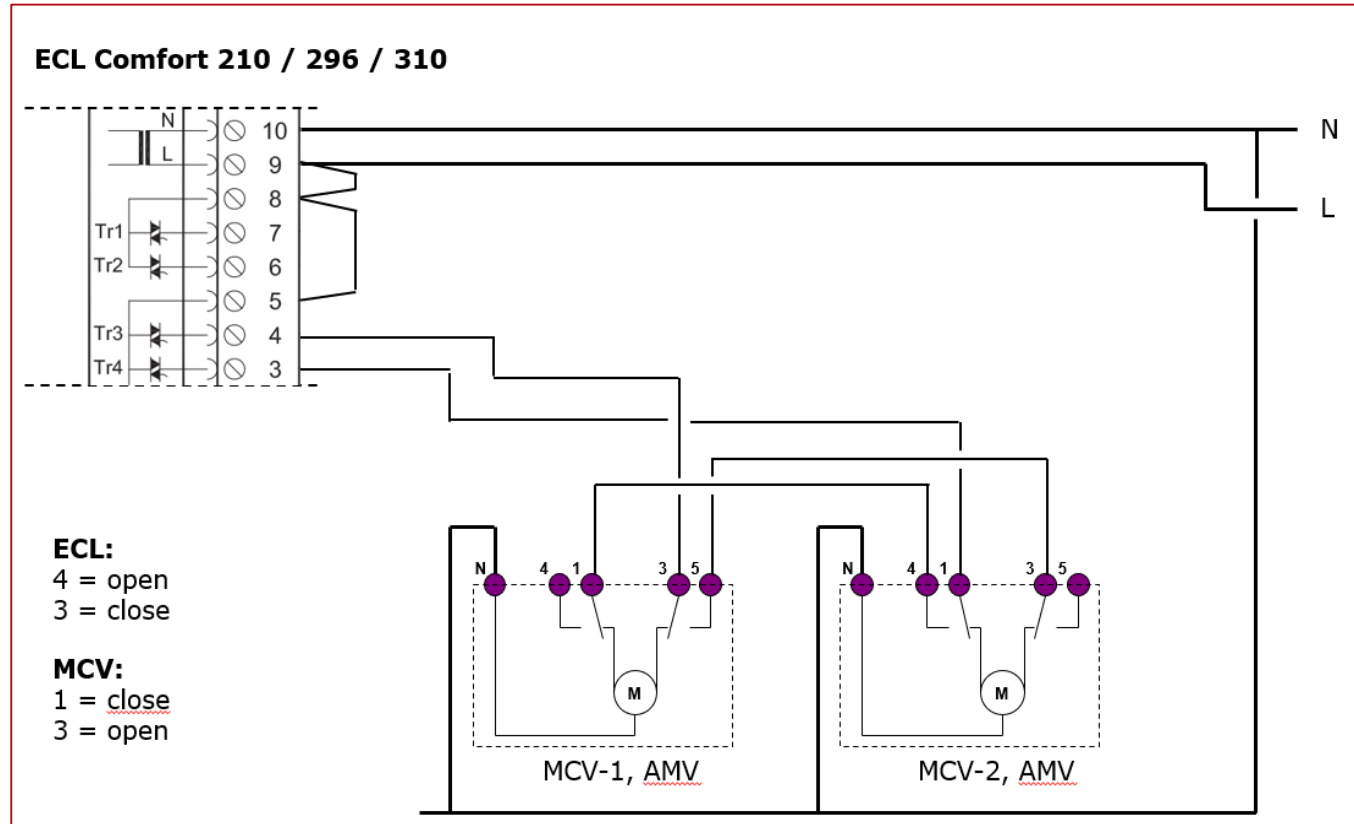 ECL Comfort 210 / 296 / 310
N 10 N
L 9
8 L
Tr1 7
Tr2 6
5
Tr3 4
Tr4 3
ECL:
4 = open
3 = close
MCV:
1 = close
3 = open
N 4 1 3 5
M
MCV-1, AMV
N 4 1 3 5
M
MCV-2, AMV